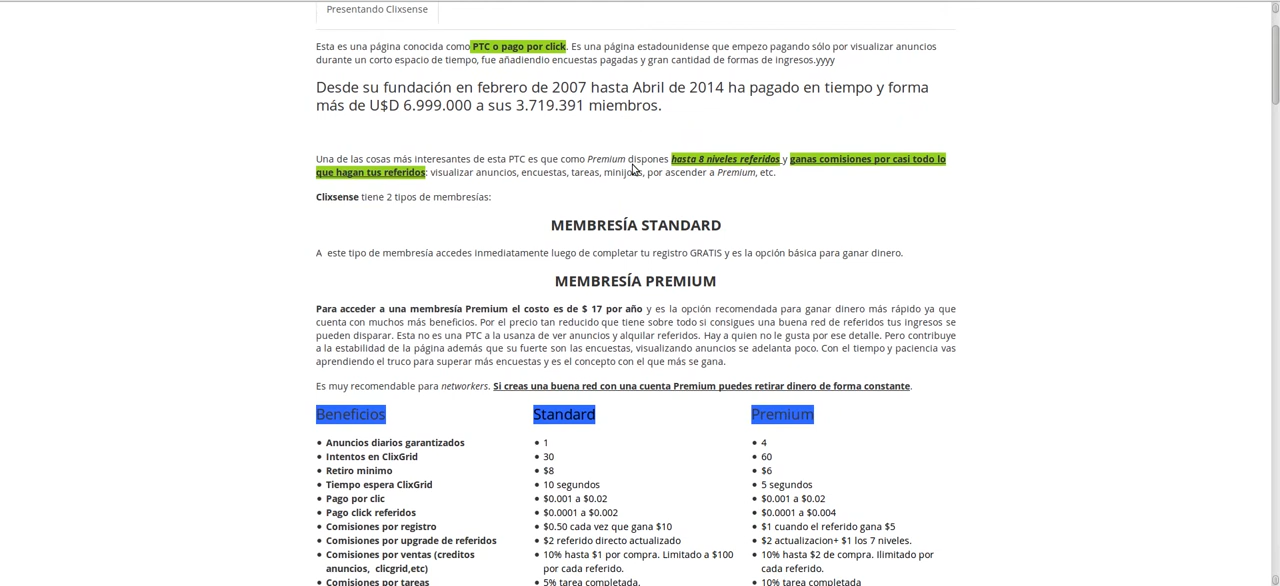 Presentando Clixsense
Esta es una página conocida como PTC o pago por click. Es una página estadounidense que empezo pagando sólo por visualizar anuncios
durante un corto espacio de tiempo, fue añadiendio encuestas pagadas y gran cantidad de formas de ingresos.yyyy
Desde su fundación en febrero de 2007 hasta Abril de 2014 ha pagado en tiempo y forma
más de U$D 6.999.000 a sus 3.719.391 miembros.
Una de las cosas más interesantes de esta PTC es que como Premium dispones hasta 8 niveles referidos y ganas comisiones por casi todo lo
que hagan tus referidos: visualizar anuncios, encuestas, tareas, minijobs, por ascender a Premium, etc.
Clixsense tiene 2 tipos de membresías:
MEMBRESÍA STANDARD
A este tipo de membresía accedes inmediatamente luego de completar tu registro GRATIS y es la opción básica para ganar dinero.
MEMBRESÍA PREMIUM
Para acceder a una membresía Premium el costo es de $ 17 por año y es la opción recomendada para ganar dinero más rápido ya que
cuenta con muchos más beneficios. Por el precio tan reducido que tiene sobre todo si consigues una buena red de referidos tus ingresos se
pueden disparar. Esta no es una PTC a la usanza de ver anuncios y alquilar referidos. Hay a quien no le gusta por ese detalle. Pero contribuye
a la estabilidad de la página además que su fuerte son las encuestas, visualizando anuncios se adelanta poco. Con el tiempo y paciencia vas
aprendiendo el truco para superar más encuestas y es el concepto con el que más se gana.
Es muy recomendable para networkers. Si creas una buena red con una cuenta Premium puedes retirar dinero de forma constante.
Beneficios Standard Premium
• Anuncios diarios garantizados • 1 • 4
• Intentos en ClixGrid • 30 • 60
• Retiro minimo • $8 • $6
• Tiempo espera ClixGrid • 10 segundos • 5 segundos
• Pago por clic • $0.001 a $0.02 • $0.001 a $0.02
• Pago click referidos • $0.0001 a $0.002 • $0.0001 a $0.004
• Comisiones por registro • $0.50 cada vez que gana $10 • $1 cuando el referido gana $5
• Comisiones por upgrade de referidos • $2 referido directo actualizado • $2 actualizacion+ $1 los 7 niveles.
• Comisiones por ventas (creditos • 10% hasta $1 por compra. Limitado a $100 • 10% hasta $2 de compra. Ilimitado por
anuncios, clicgrid,etc) por cada referido. cada referido.
• Comisiones por tareas • 5% tarea completada. • 10% tarea completada